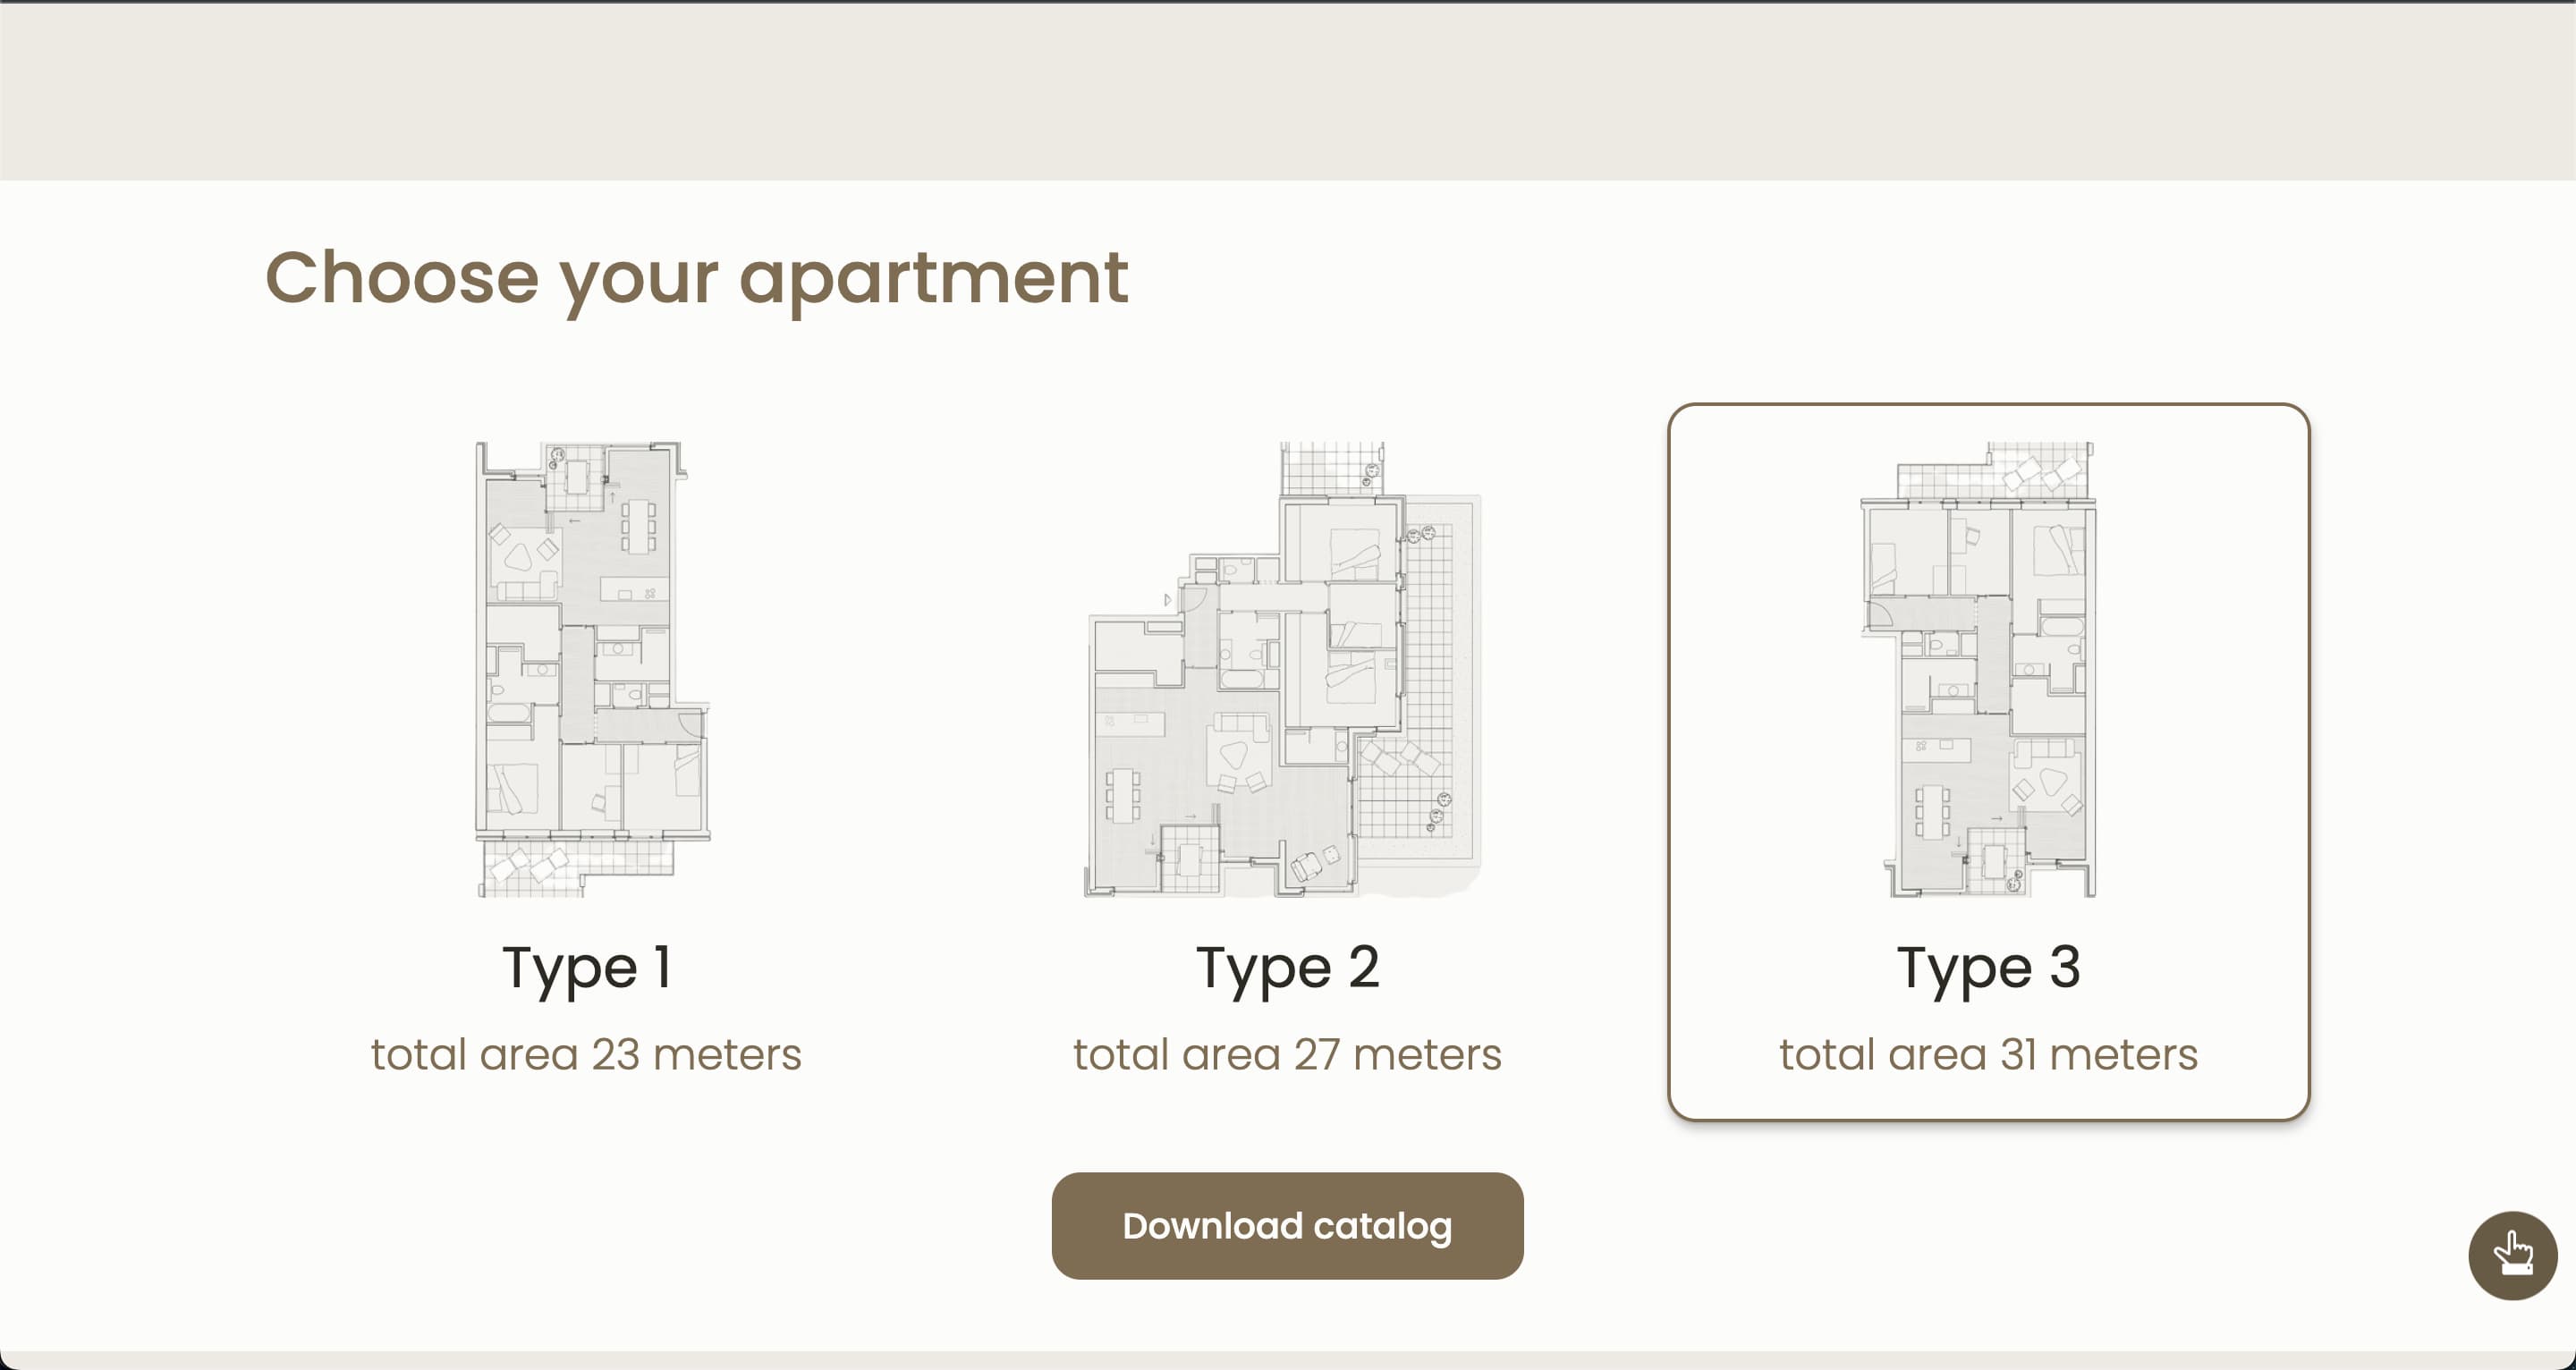 Choose your apartment
Type 1
total area 23 meters
Type 2
total area 27 meters
Type 3
total area 31 meters
Download catalog